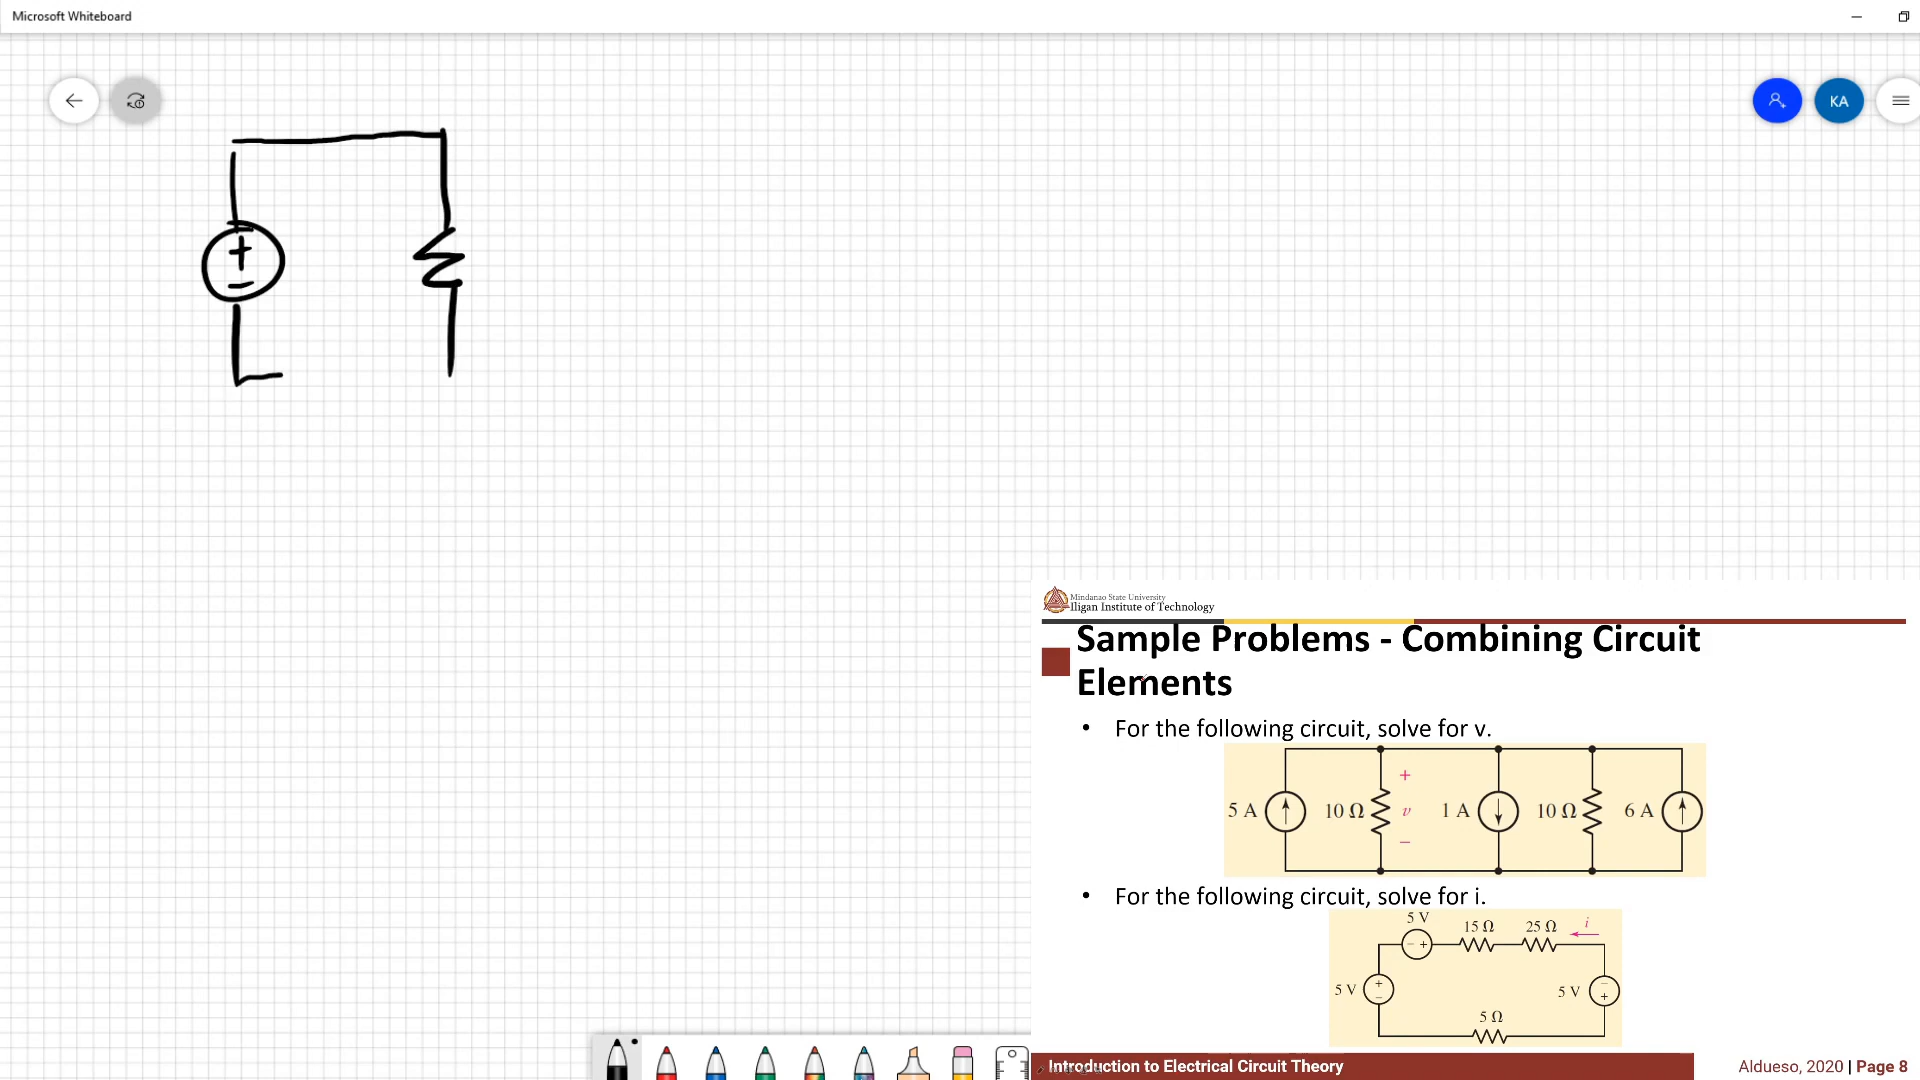 Microsoft Whiteboard
KA
+
−
Mindanao State University
Iligan Institute of Technology
Sample Problems - Combining Circuit
Elements
• For the following circuit, solve for v.
+
5 A 10 Ω v 1 A 10 Ω 6 A
−
• For the following circuit, solve for i.
5 V 15 Ω 25 Ω i
− +
5 V + − 5 V − +
5 Ω
Introduction to Electrical Circuit Theory
Aldueso, 2020 | Page 8